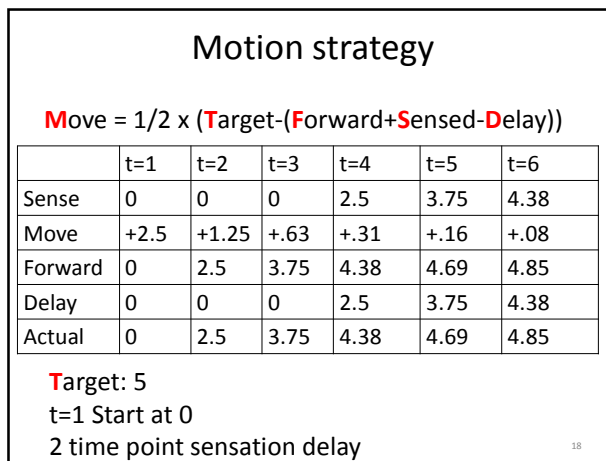 Motion strategy
Move = 1/2 x (Target-(Forward+Sensed-Delay))
t=1 t=2 t=3 t=4 t=5 t=6
Sense 0 0 0 2.5 3.75 4.38
Move +2.5 +1.25 +.63 +.31 +.16 +.08
Forward 0 2.5 3.75 4.38 4.69 4.85
Delay 0 0 0 2.5 3.75 4.38
Actual 0 2.5 3.75 4.38 4.69 4.85
Target: 5
t=1 Start at 0
2 time point sensation delay
18